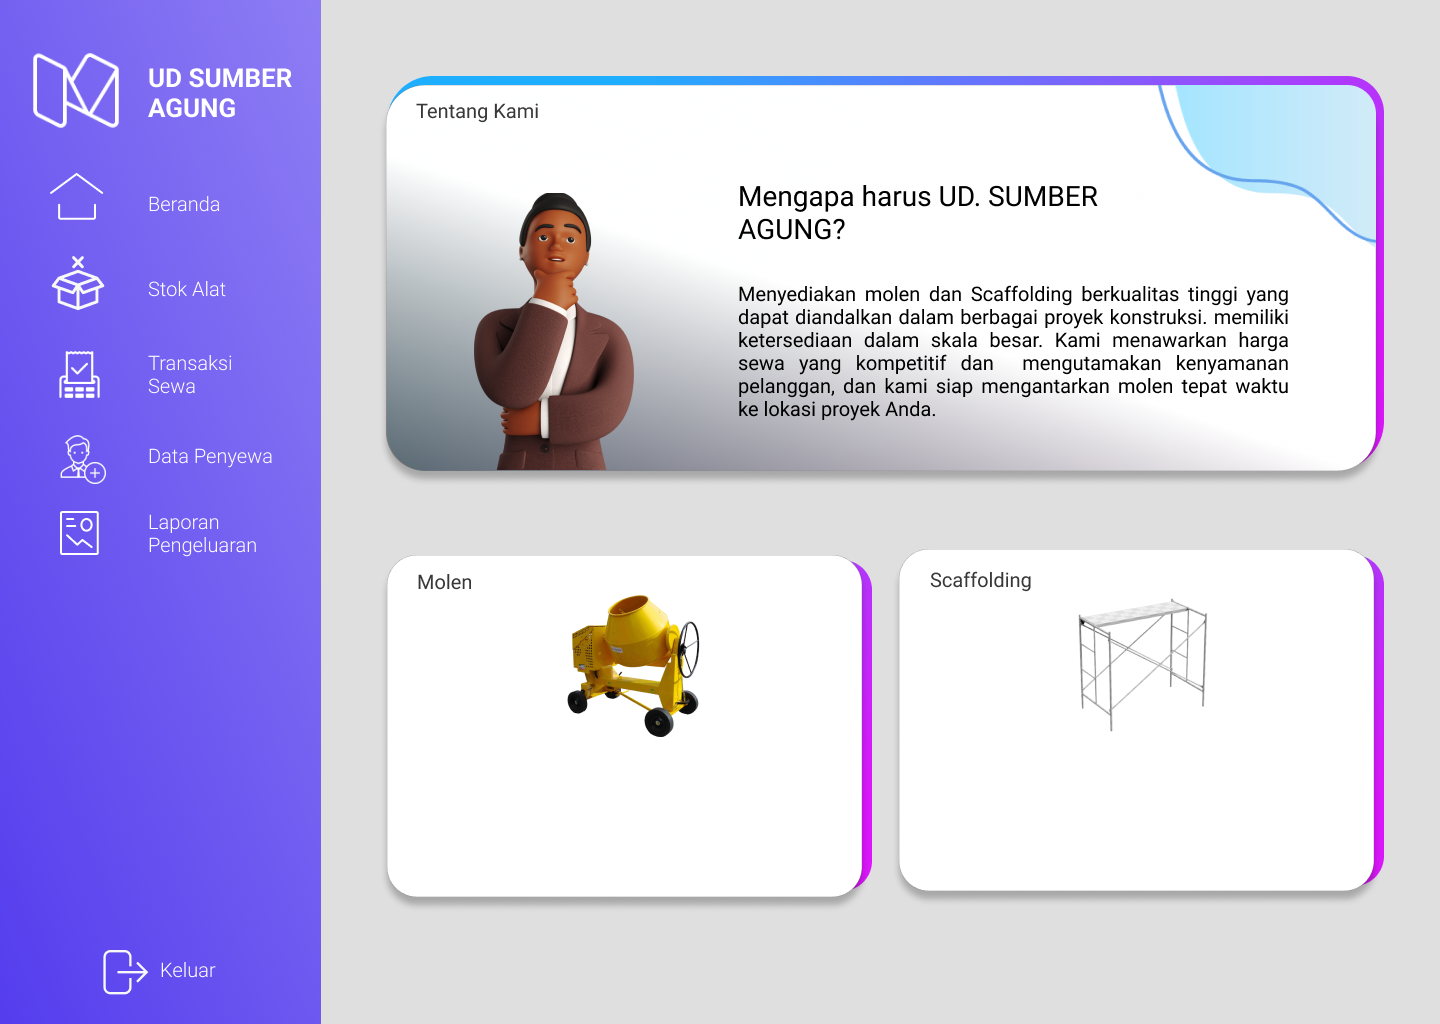 UD SUMBER
AGUNG
Beranda
Stok Alat
Transaksi
Sewa
Data Penyewa
Laporan
Pengeluaran
Keluar
Tentang Kami
Mengapa harus UD. SUMBER
AGUNG?
Menyediakan molen dan Scaffolding berkualitas tinggi yang
dapat diandalkan dalam berbagai proyek konstruksi. memiliki
ketersediaan dalam skala besar. Kami menawarkan harga
sewa yang kompetitif dan mengutamakan kenyamanan
pelanggan, dan kami siap mengantarkan molen tepat waktu
ke lokasi proyek Anda.
Molen
Scaffolding